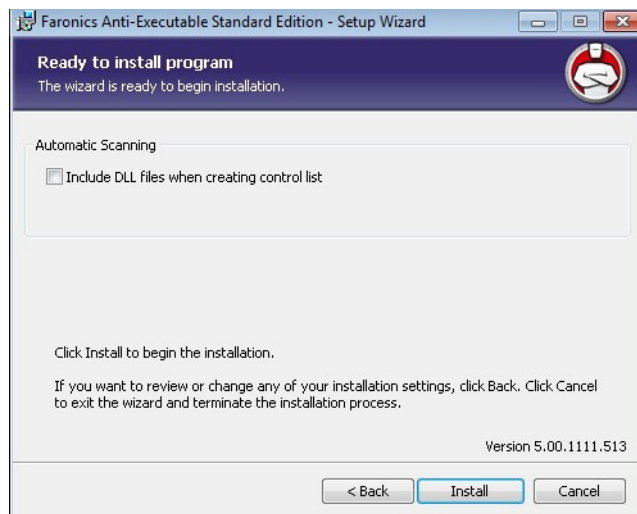 Faronics Anti-Executable Standard Edition - Setup Wizard
Ready to install program
The wizard is ready to begin installation.
Automatic Scanning
Include DLL files when creating control list
Click Install to begin the installation.
If you want to review or change any of your installation settings, click Back. Click Cancel
to exit the wizard and terminate the installation process.
Version 5.00.1111.513
< Back
Install
Cancel